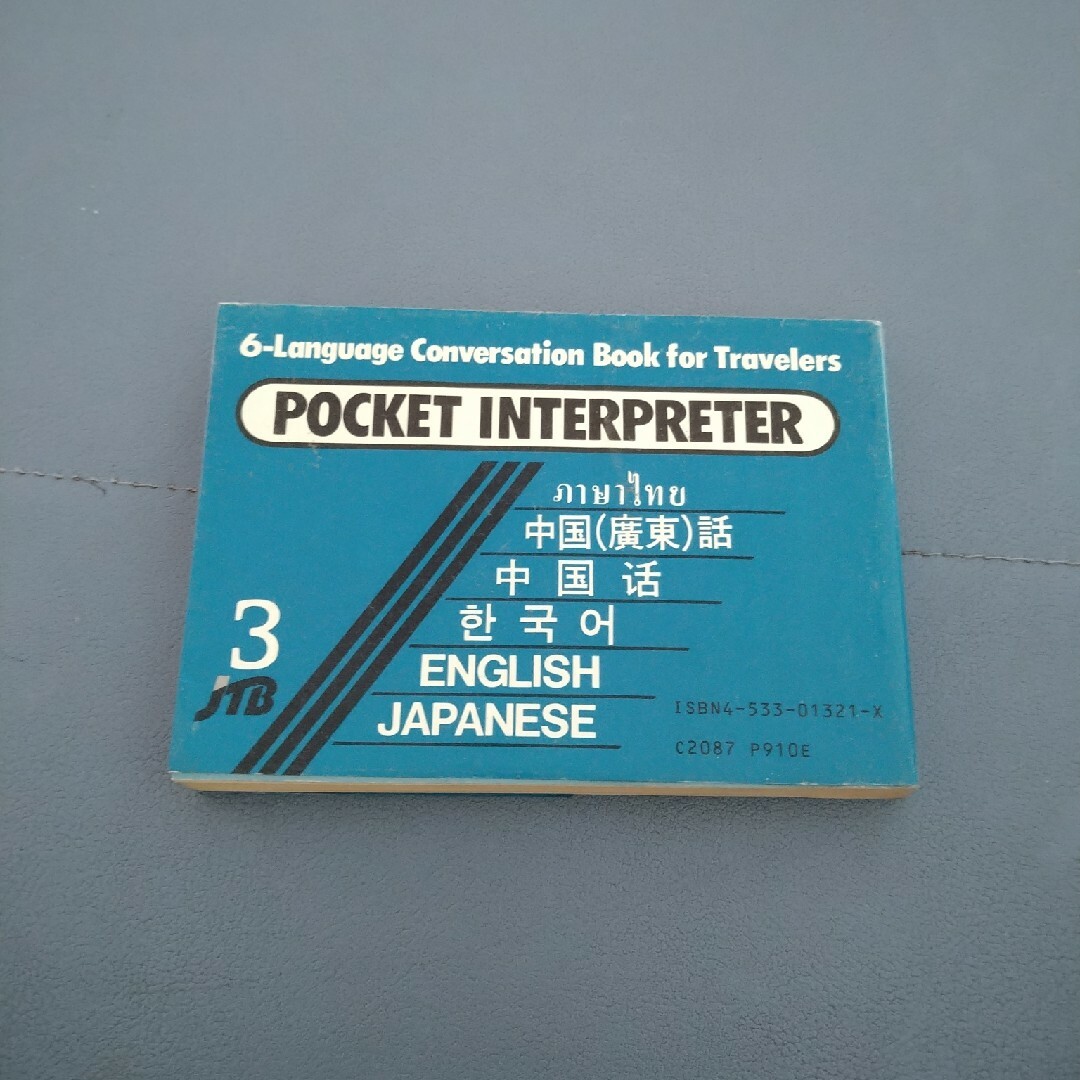 6-Language Conversation Book for Travelers
POCKET INTERPRETER
ภาษาไทย
中国(廣東)話
中国话
한국어
ENGLISH
JAPANESE
3
JTB
ISBN4-533-01321-X
C2087 P910E